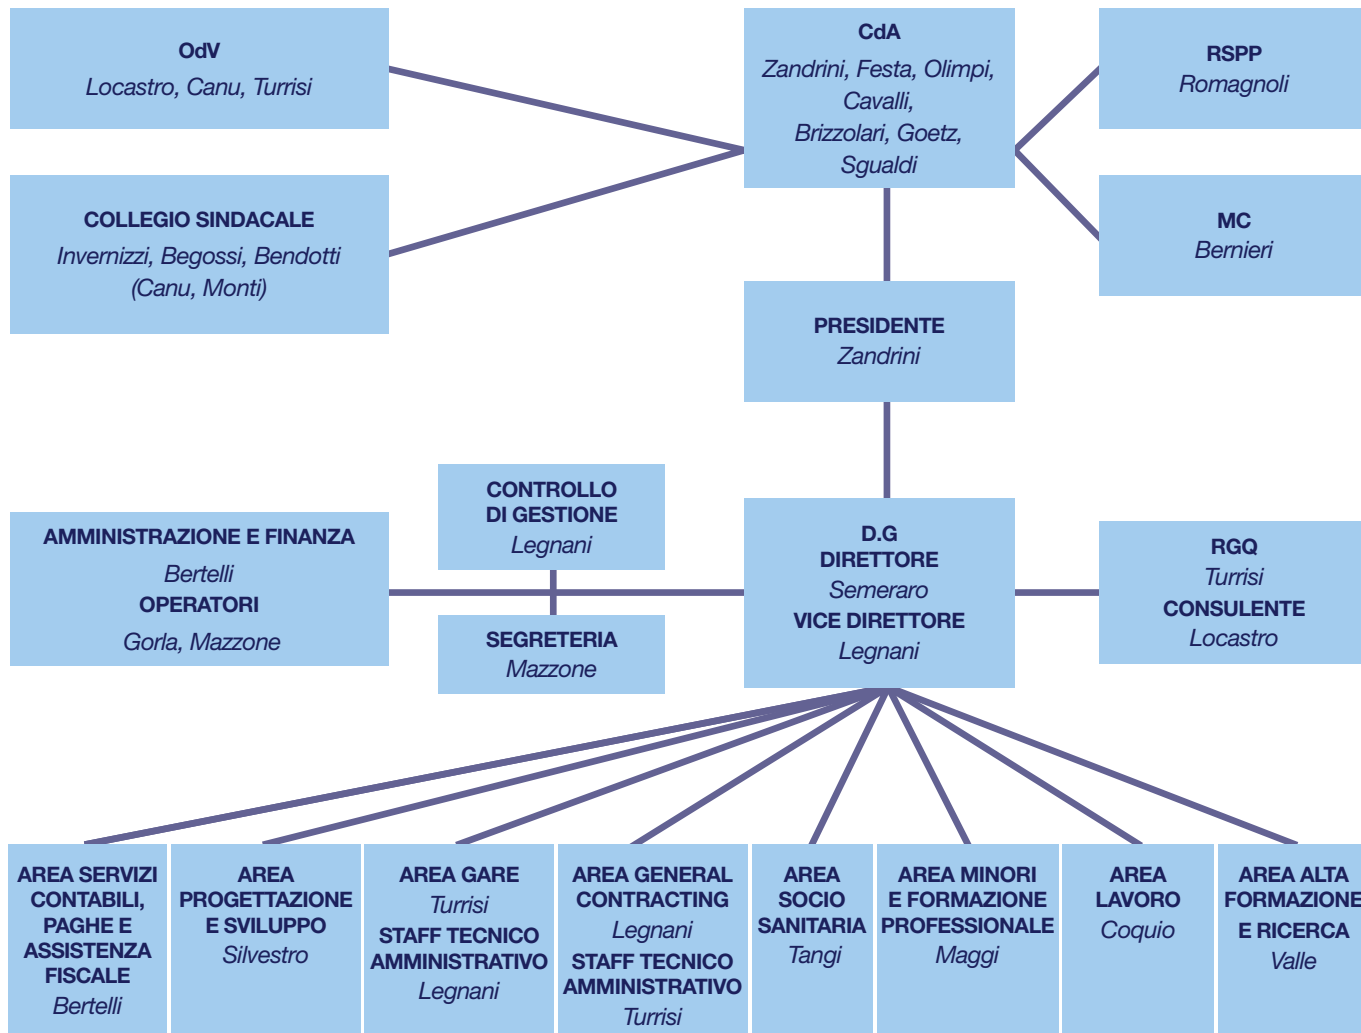 OdV
Locastro, Canu, Turrisi
CdA
Zandrini, Festa, Olimpi,
Cavalli,
Brizzolari, Goetz,
Sgualdi
RSPP
Romagnoli
COLLEGIO SINDACALE
Invernizzi, Begossi, Bendotti
(Canu, Monti)
MC
Bernieri
PRESIDENTE
Zandrini
CONTROLLO
DI GESTIONE
Legnani
AMMINISTRAZIONE E FINANZA
Bertelli
OPERATORI
Gorla, Mazzone
SEGRETERIA
Mazzone
D.G
DIRETTORE
Semeraro
VICE DIRETTORE
Legnani
RGQ
Turrisi
CONSULENTE
Locastro
AREA SERVIZI
CONTABILI,
PAGHE E
ASSISTENZA
FISCALE
Bertelli
AREA
PROGETTAZIONE
E SVILUPPO
Silvestro
AREA GARE
Turrisi
STAFF TECNICO
AMMINISTRATIVO
Legnani
AREA GENERAL
CONTRACTING
Legnani
STAFF TECNICO
AMMINISTRATIVO
Turrisi
AREA
SOCIO
SANITARIA
Tangi
AREA MINORI
E FORMAZIONE
PROFESSIONALE
Maggi
AREA
LAVORO
Coquio
AREA ALTA
FORMAZIONE
E RICERCA
Valle